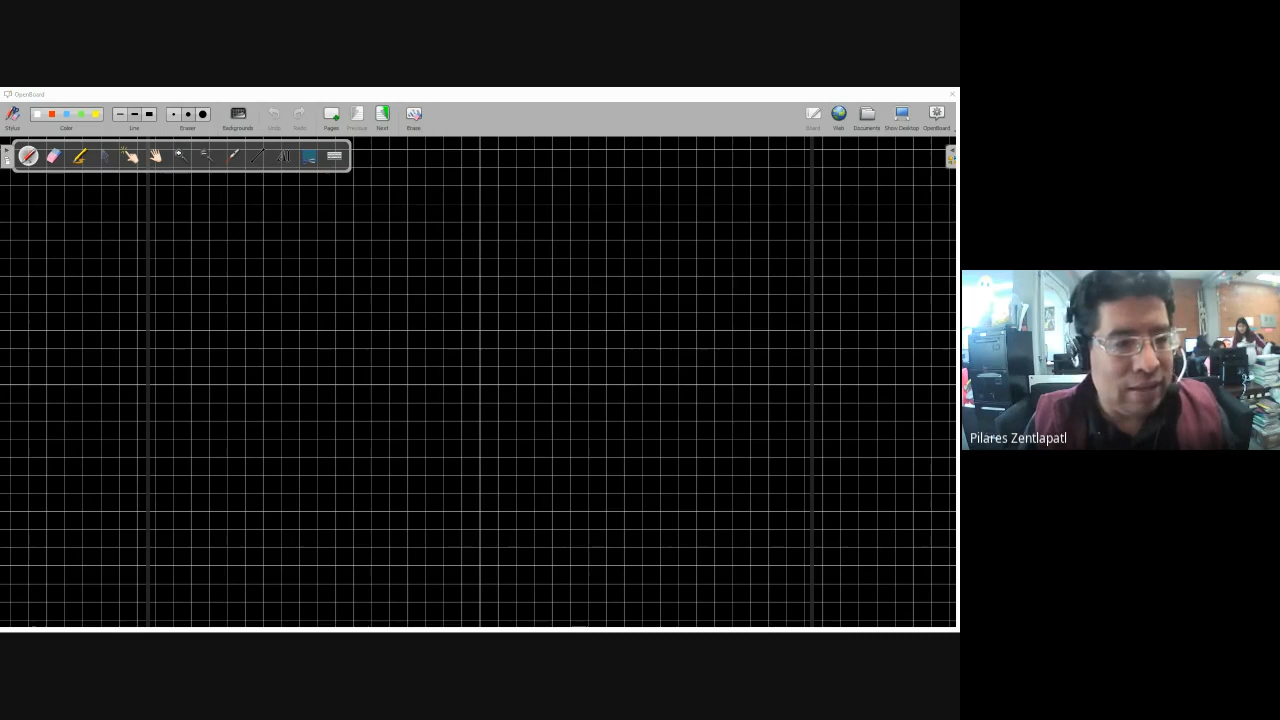 OpenBoard
Stylus Color Line Eraser Backgrounds Undo Redo Pages Previous Next Erase Board Web Documents Show Desktop OpenBoard
Pilares Zentlapatl